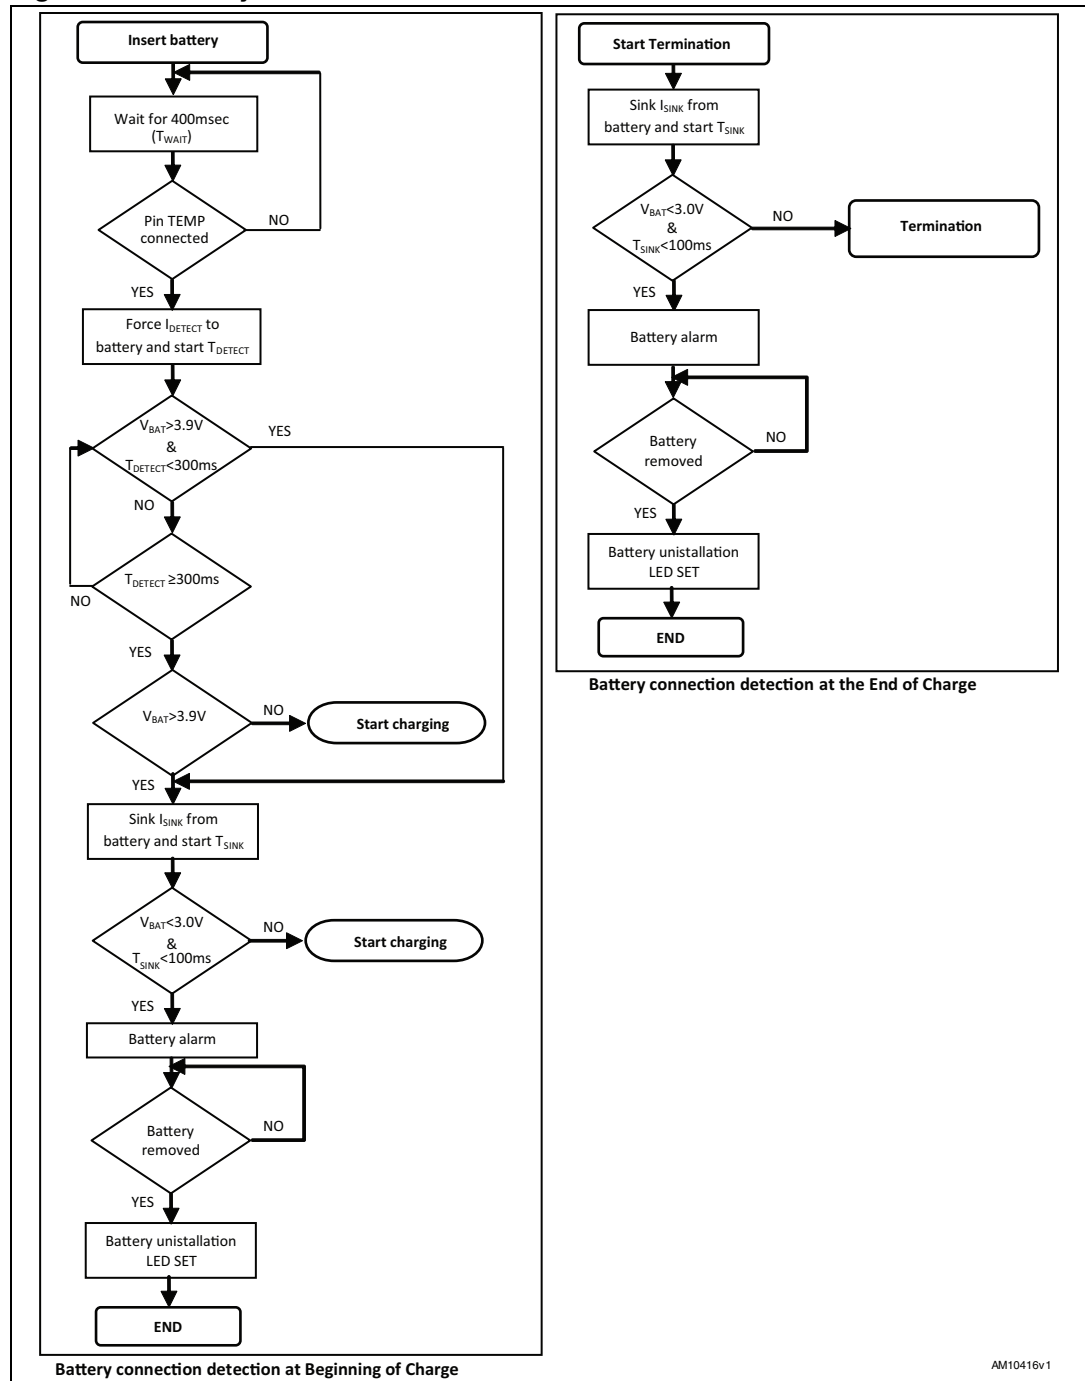 Insert battery
Wait for 400msec
(TWAIT)
Pin TEMP
connected
NO
YES
Force IDETECT to
battery and start TDETECT
VBAT>3.9V
&
TDETECT<300ms
YES
NO
TDETECT ≥300ms
NO
YES
VBAT>3.9V
NO
Start charging
YES
Sink ISINK from
battery and start TSINK
VBAT<3.0V
&
TSINK<100ms
NO
Start charging
YES
Battery alarm
Battery
removed
NO
YES
Battery unistallation
LED SET
END
Battery connection detection at Beginning of Charge
Start Termination
Sink ISINK from
battery and start TSINK
VBAT<3.0V
&
TSINK<100ms
NO
Termination
YES
Battery alarm
Battery
removed
NO
YES
Battery unistallation
LED SET
END
Battery connection detection at the End of Charge
AM10416v1